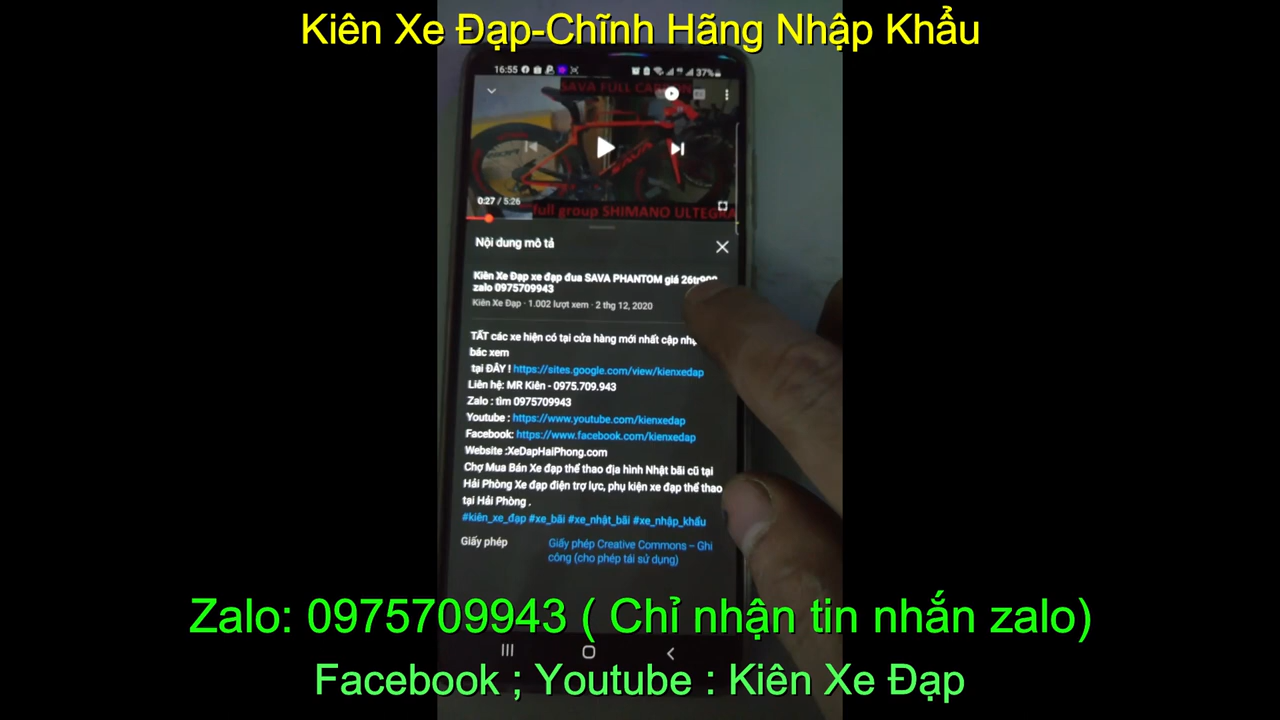 Kiên Xe Đạp-Chĩnh Hãng Nhập Khẩu
16:55
37%
SAVA FULL CARBON
SAVA
0:27 / 5:26
full group SHIMANO ULTEGRA
Nội dung mô tả
Kiên Xe Đạp xe đạp đua SAVA PHANTOM giá
zalo 0975709943
Kiên Xe Đạp · 1.002 lượt xem · 2 thg 12, 2020
TẤT các xe hiện có tại cửa hàng mới nhất cập
bác xem
tại ĐÂY ! https://sites.google.com/view/kienxedap
Liên hệ: MR Kiên - 0975.709.943
Zalo : tìm 0975709943
Youtube : https://www.youtube.com/kienxedap
Facebook: https://www.facebook.com/kienxedap
Website :XeDapHaiPhong.com
Chợ Mua Bán Xe đạp thể thao địa hình Nhật bãi cũ tại
Hải Phòng Xe đạp điện trợ lực, phụ kiện xe đạp thể thao
tại Hải Phòng .
#kiên_xe_đạp #xe_bãi #xe_nhật_bãi #xe_nhập_khẩu
Giấy phép
Giấy phép Creative Commons – Ghi
công (cho phép tái sử dụng)
Zalo: 0975709943 ( Chỉ nhận tin nhắn zalo)
Facebook ; Youtube : Kiên Xe Đạp